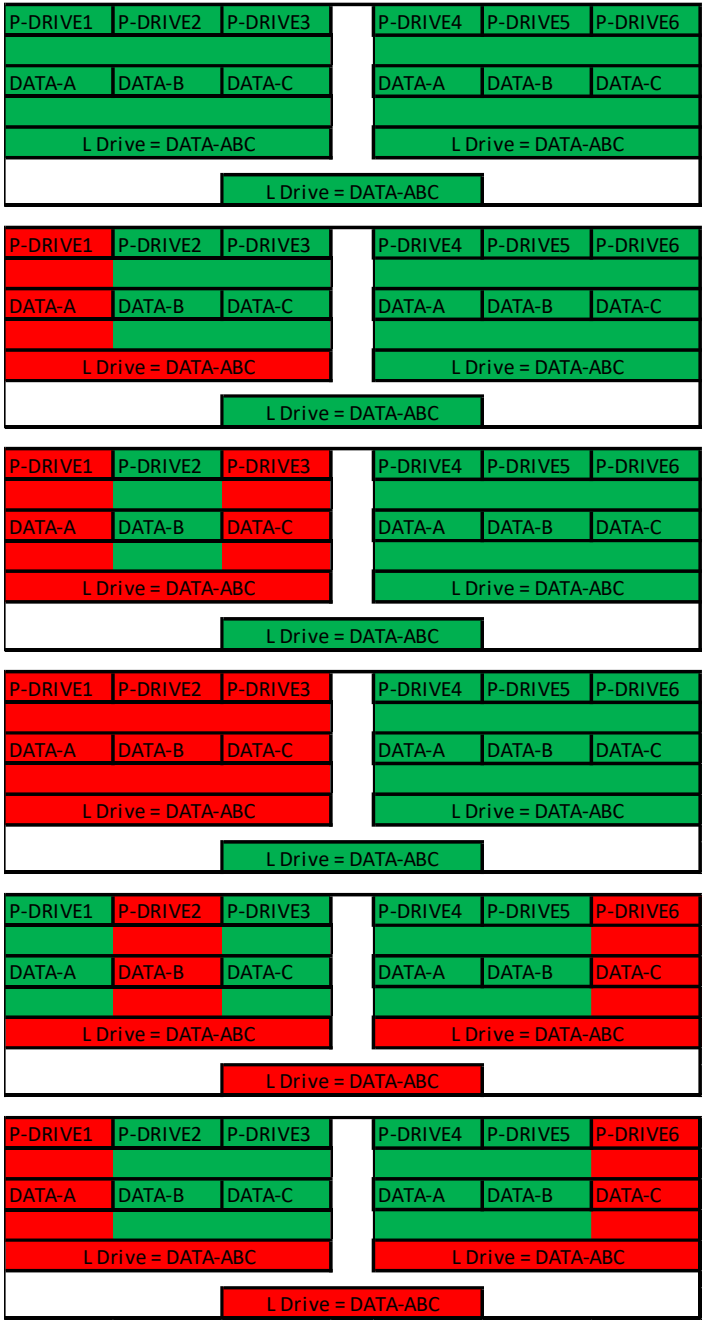 P-DRIVE1 P-DRIVE2 P-DRIVE3 P-DRIVE4 P-DRIVE5 P-DRIVE6
DATA-A DATA-B DATA-C DATA-A DATA-B DATA-C
L Drive = DATA-ABC L Drive = DATA-ABC
L Drive = DATA-ABC
P-DRIVE1 P-DRIVE2 P-DRIVE3 P-DRIVE4 P-DRIVE5 P-DRIVE6
DATA-A DATA-B DATA-C DATA-A DATA-B DATA-C
L Drive = DATA-ABC L Drive = DATA-ABC
L Drive = DATA-ABC
P-DRIVE1 P-DRIVE2 P-DRIVE3 P-DRIVE4 P-DRIVE5 P-DRIVE6
DATA-A DATA-B DATA-C DATA-A DATA-B DATA-C
L Drive = DATA-ABC L Drive = DATA-ABC
L Drive = DATA-ABC
P-DRIVE1 P-DRIVE2 P-DRIVE3 P-DRIVE4 P-DRIVE5 P-DRIVE6
DATA-A DATA-B DATA-C DATA-A DATA-B DATA-C
L Drive = DATA-ABC L Drive = DATA-ABC
L Drive = DATA-ABC
P-DRIVE1 P-DRIVE2 P-DRIVE3 P-DRIVE4 P-DRIVE5 P-DRIVE6
DATA-A DATA-B DATA-C DATA-A DATA-B DATA-C
L Drive = DATA-ABC L Drive = DATA-ABC
L Drive = DATA-ABC
P-DRIVE1 P-DRIVE2 P-DRIVE3 P-DRIVE4 P-DRIVE5 P-DRIVE6
DATA-A DATA-B DATA-C DATA-A DATA-B DATA-C
L Drive = DATA-ABC L Drive = DATA-ABC
L Drive = DATA-ABC